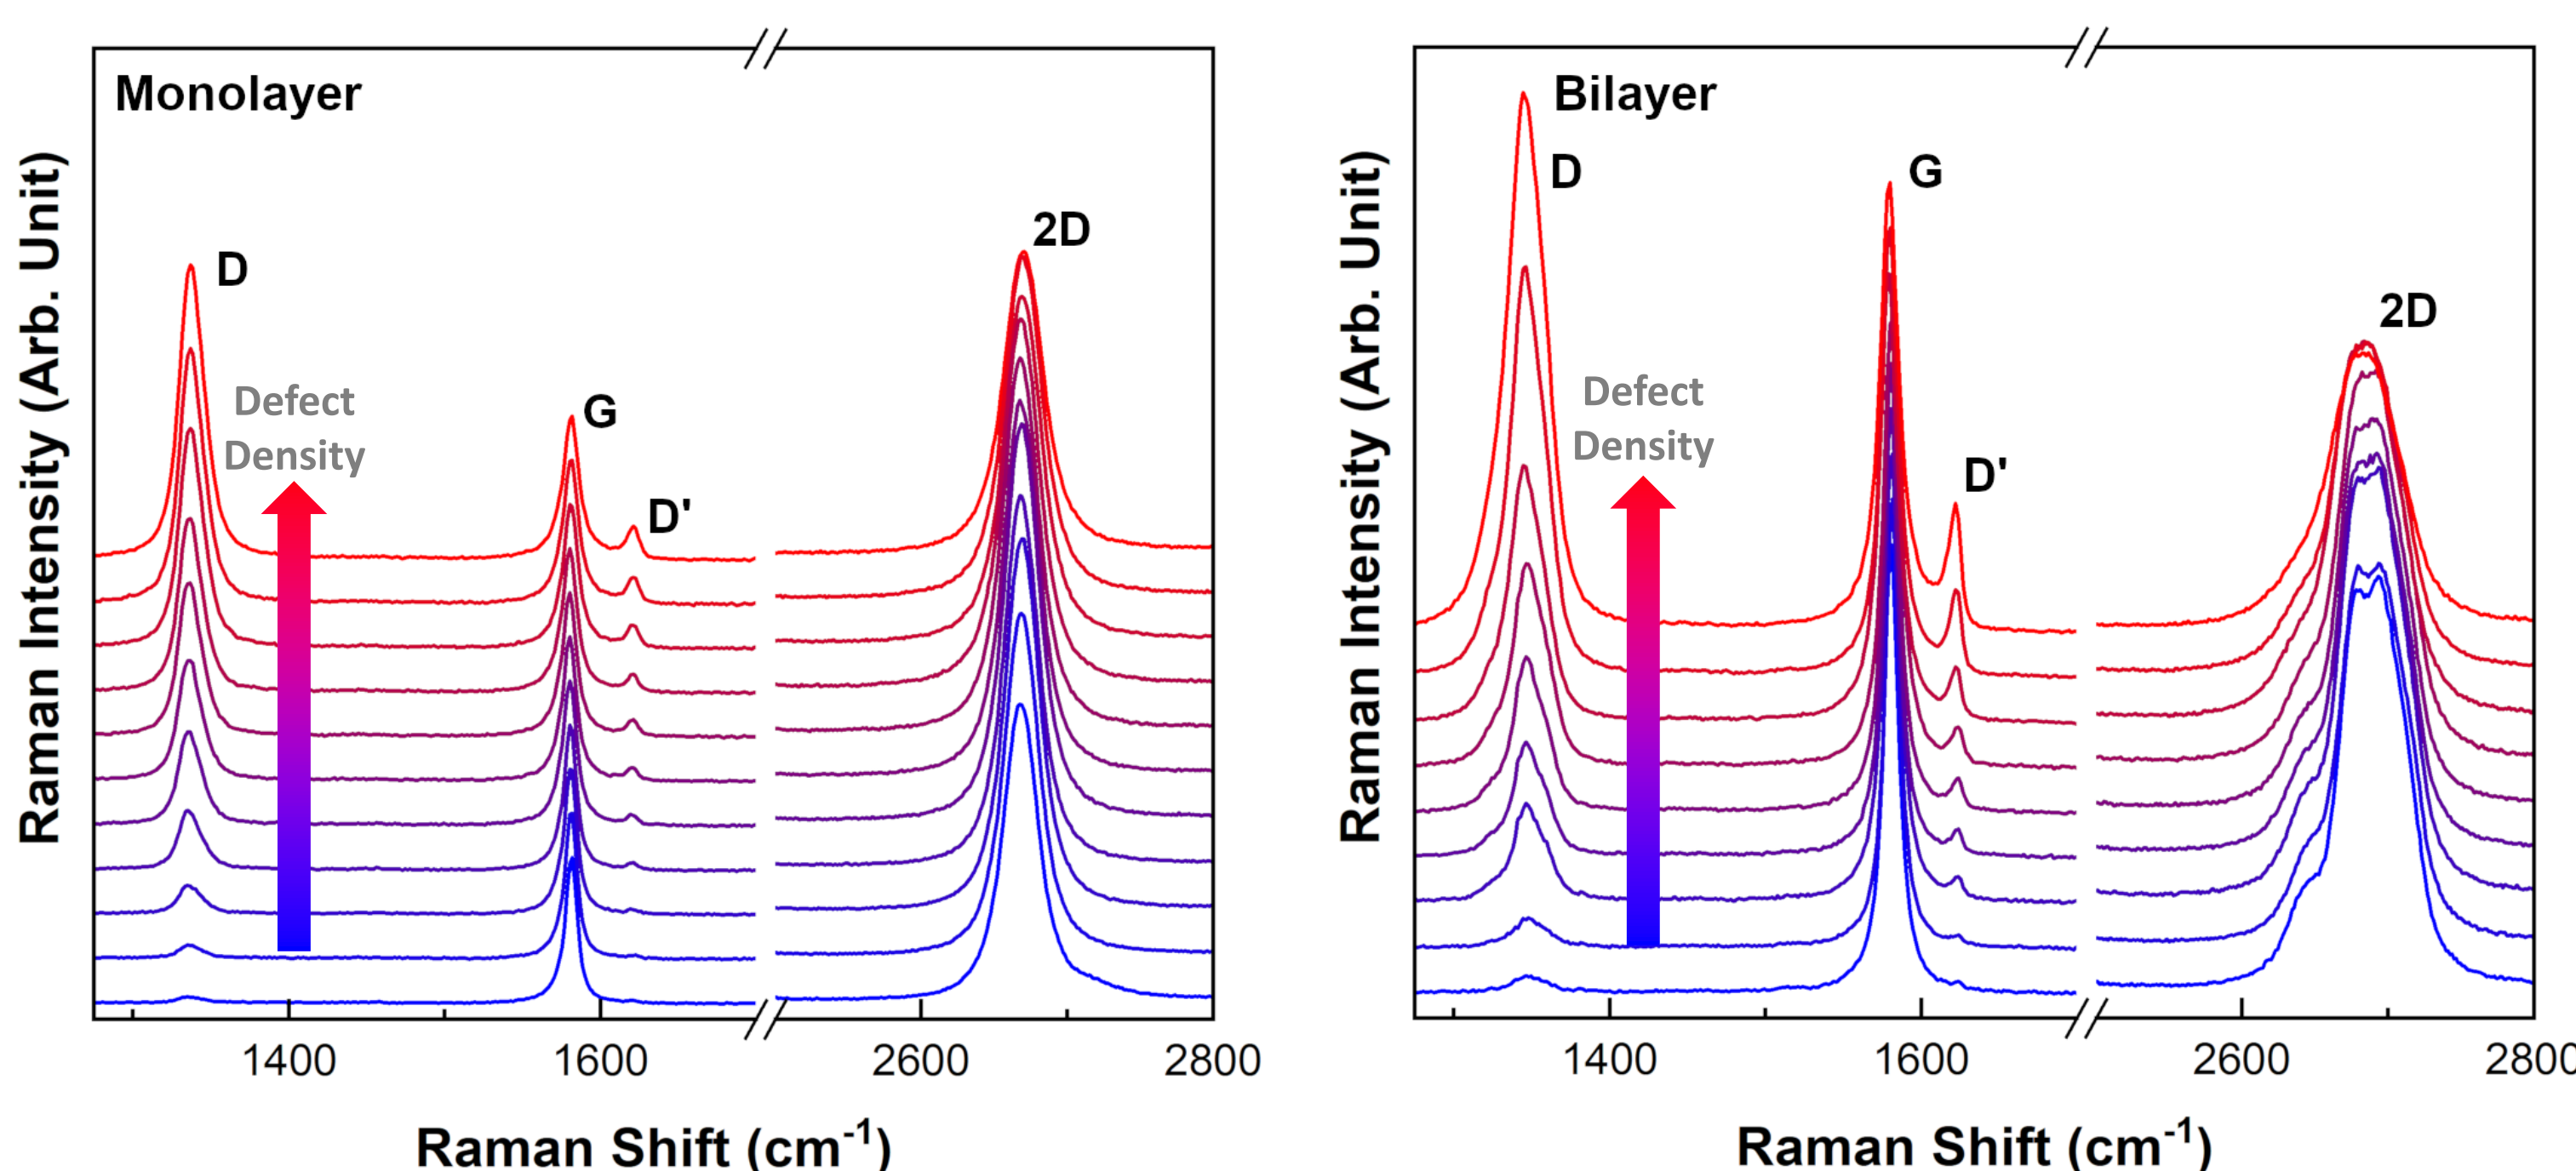 Monolayer
D
Defect
Density
G
D'
2D
Raman Intensity (Arb. Unit)
1400
1600
2600
2800
Raman Shift (cm⁻¹)
Bilayer
D
Defect
Density
G
D'
2D
Raman Intensity (Arb. Unit)
1400
1600
2600
2800
Raman Shift (cm⁻¹)